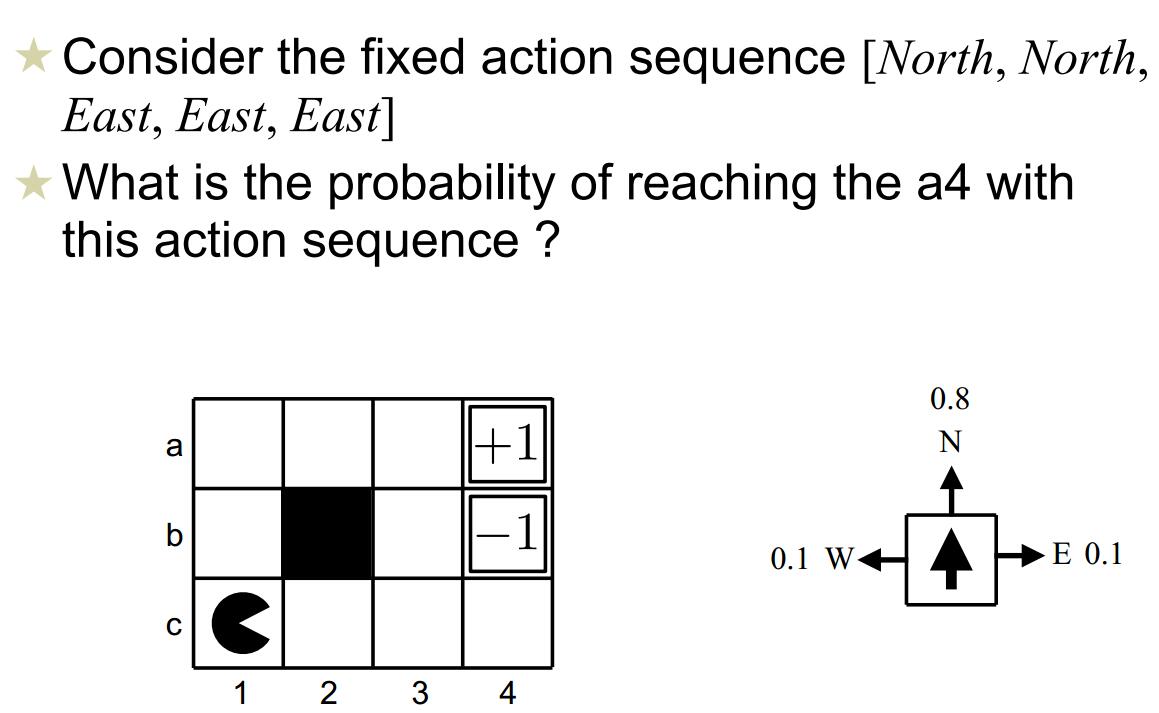 ★ Consider the fixed action sequence [North, North,
East, East, East]
★ What is the probability of reaching the a4 with
this action sequence ?
0.8
N
a
+1
b
−1
0.1 W
E 0.1
c
1 2 3 4